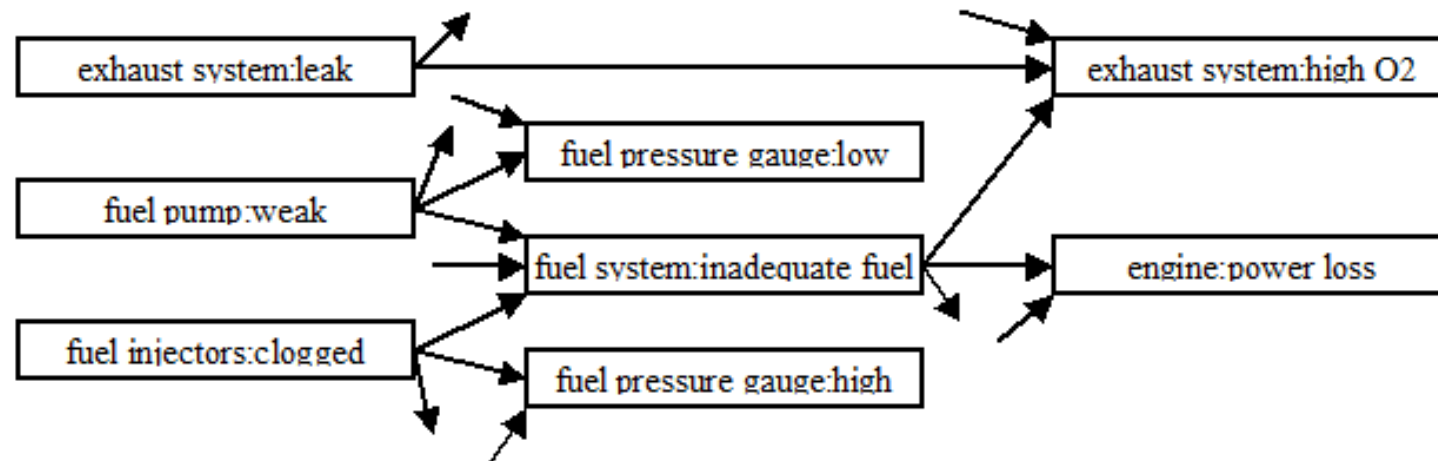 exhaust system:leak
exhaust system:high O2
fuel pressure gauge:low
fuel pump:weak
fuel system:inadequate fuel
engine:power loss
fuel injectors:clogged
fuel pressure gauge:high